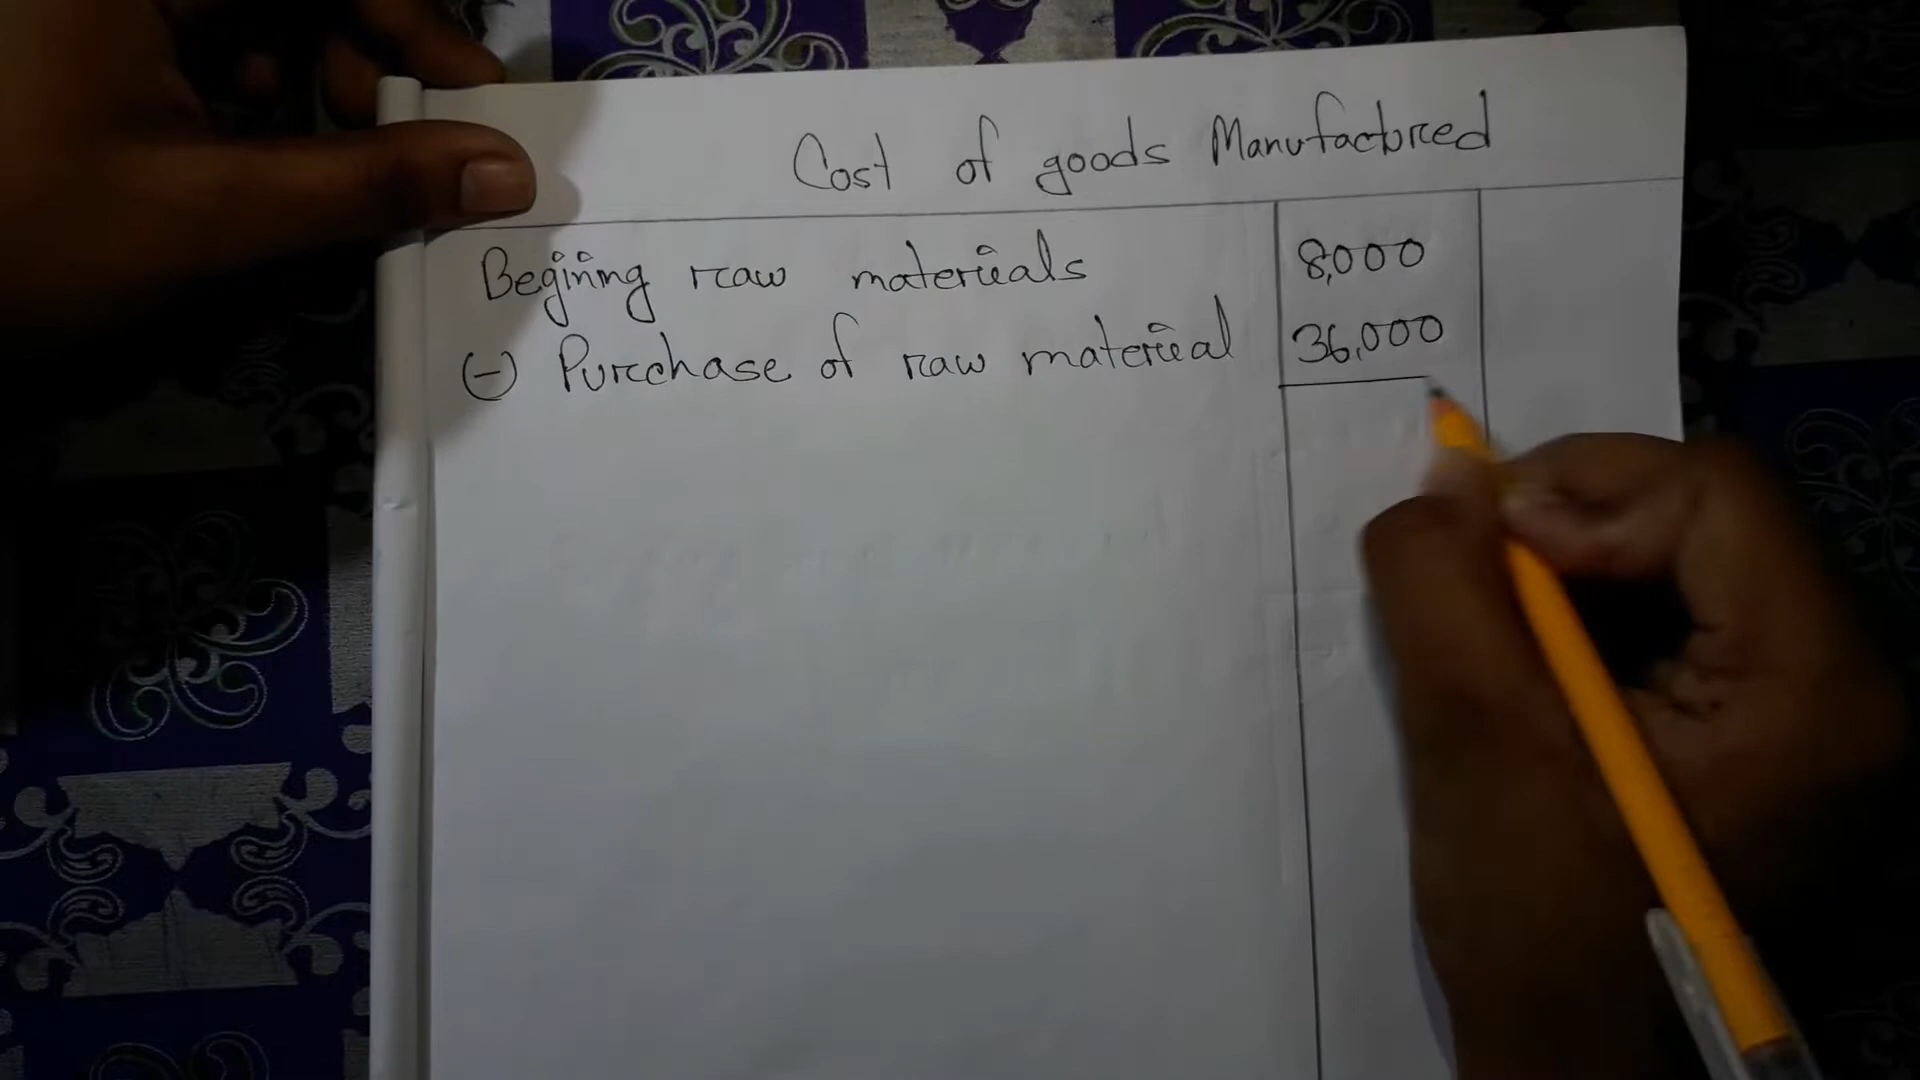 Cost of goods Manufactured
Begining raw materials 8,000
(-) Purchase of raw material 36,000